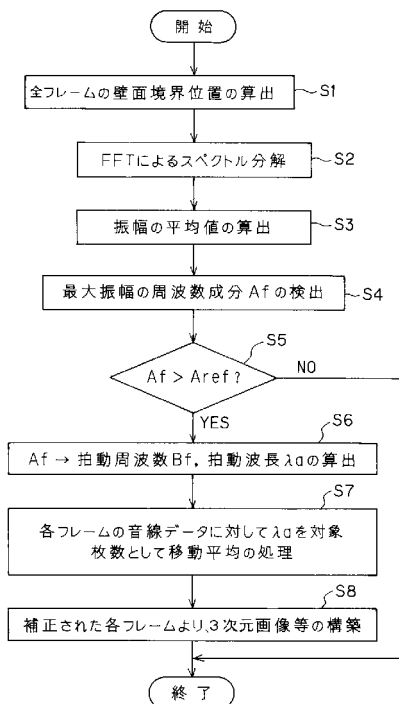 開始
全フレームの壁面境界位置の算出
S1
FFTによるスペクトル分解
S2
振幅の平均値の算出
S3
最大振幅の周波数成分Afの検出
S4
S5
Af > Aref?
NO
YES
S6
Af → 拍動周波数Bf, 拍動波長λaの算出
S7
各フレームの音線データに対してλaを対象
枚数として移動平均の処理
S8
補正された各フレームより、3次元画像等の構築
終了